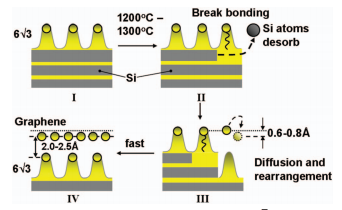 6√3
1200°C –
1300°C
Break bonding
Si atoms
desorb
Si
I
II
Graphene
2.0-2.5Å
6√3
fast
0.6-0.8Å
Diffusion and
rearrangement
IV
III